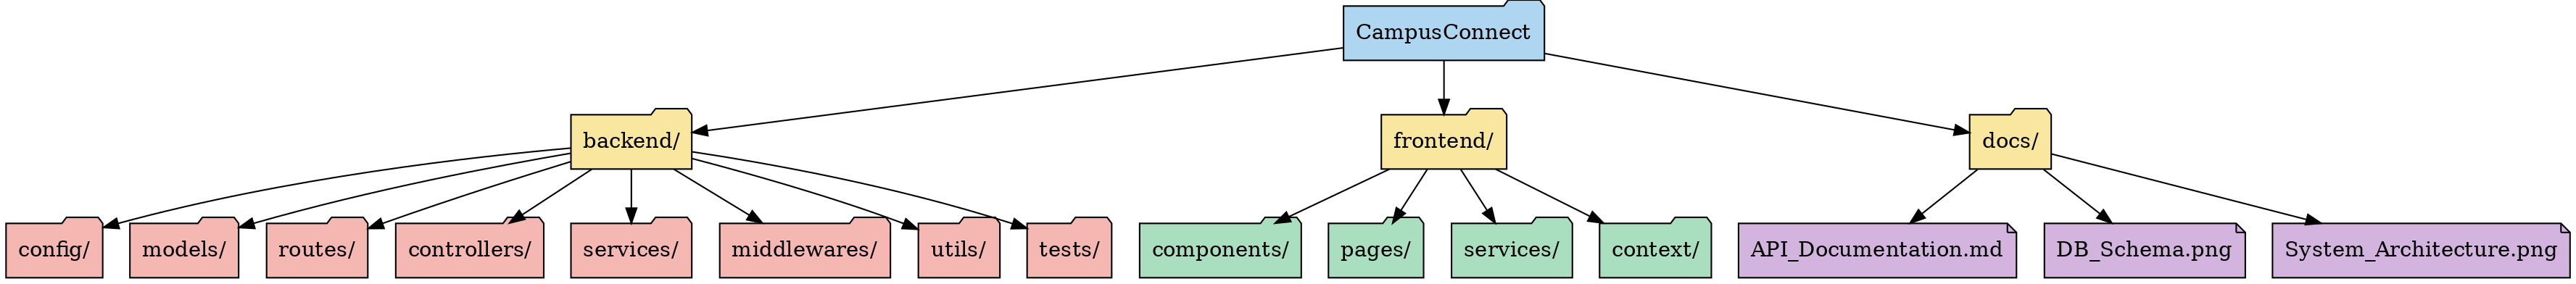 CampusConnect
backend/
frontend/
docs/
config/
models/
routes/
controllers/
services/
middlewares/
utils/
tests/
components/
pages/
services/
context/
API_Documentation.md
DB_Schema.png
System_Architecture.png